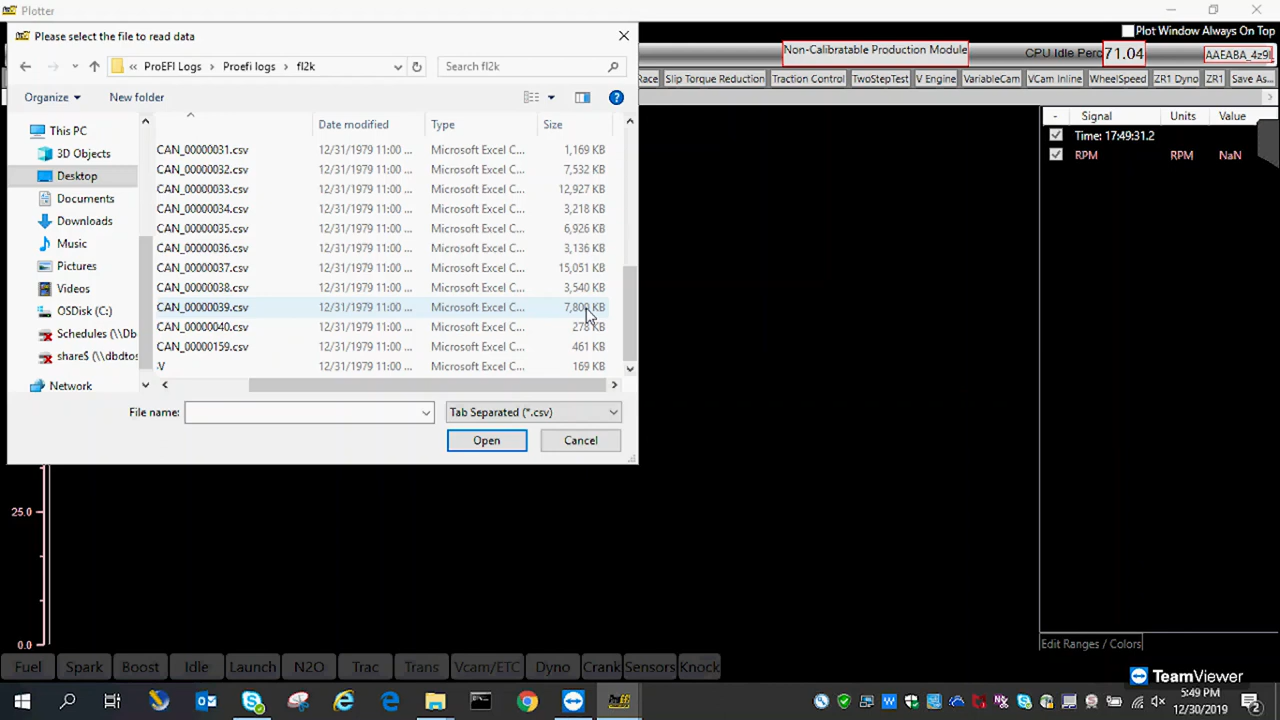 Plotter
Please select the file to read data
Plot Window Always On Top
Non-Calibratable Production Module
CPU Idle Perc
71.04
AAEABA_4z9l
« ProEFI Logs › Proefi logs › fl2k
Search fl2k
Race
Slip Torque Reduction
Traction Control
TwoStepTest
V Engine
VariableCam
VCam Inline
WheelSpeed
ZR1 Dyno
ZR1
Save As...
Organize
New folder
Date modified Type Size
- Signal Units Value
This PC
3D Objects
Desktop
Documents
Downloads
Music
Pictures
Videos
OSDisk (C:)
Schedules (\\Db
share$ (\\dbdtos
Network
CAN_00000031.csv 12/31/1979 11:00 ... Microsoft Excel C... 1,169 KB
CAN_00000032.csv 12/31/1979 11:00 ... Microsoft Excel C... 7,532 KB
CAN_00000033.csv 12/31/1979 11:00 ... Microsoft Excel C... 12,927 KB
CAN_00000034.csv 12/31/1979 11:00 ... Microsoft Excel C... 3,218 KB
CAN_00000035.csv 12/31/1979 11:00 ... Microsoft Excel C... 6,926 KB
CAN_00000036.csv 12/31/1979 11:00 ... Microsoft Excel C... 3,136 KB
CAN_00000037.csv 12/31/1979 11:00 ... Microsoft Excel C... 15,051 KB
CAN_00000038.csv 12/31/1979 11:00 ... Microsoft Excel C... 3,540 KB
CAN_00000039.csv 12/31/1979 11:00 ... Microsoft Excel C... 7,809 KB
CAN_00000040.csv 12/31/1979 11:00 ... Microsoft Excel C... 278 KB
CAN_00000159.csv 12/31/1979 11:00 ... Microsoft Excel C... 461 KB
:V 12/31/1979 11:00 ... Microsoft Excel C... 169 KB
Time: 17:49:31.2
RPM RPM NaN
File name:
Tab Separated (*.csv)
Open
Cancel
25.0
0.0
Edit Ranges / Colors
Fuel
Spark
Boost
Idle
Launch
N2O
Trac
Trans
Vcam/ETC
Dyno
Crank
Sensors
Knock
TeamViewer
5:49 PM
12/30/2019
2